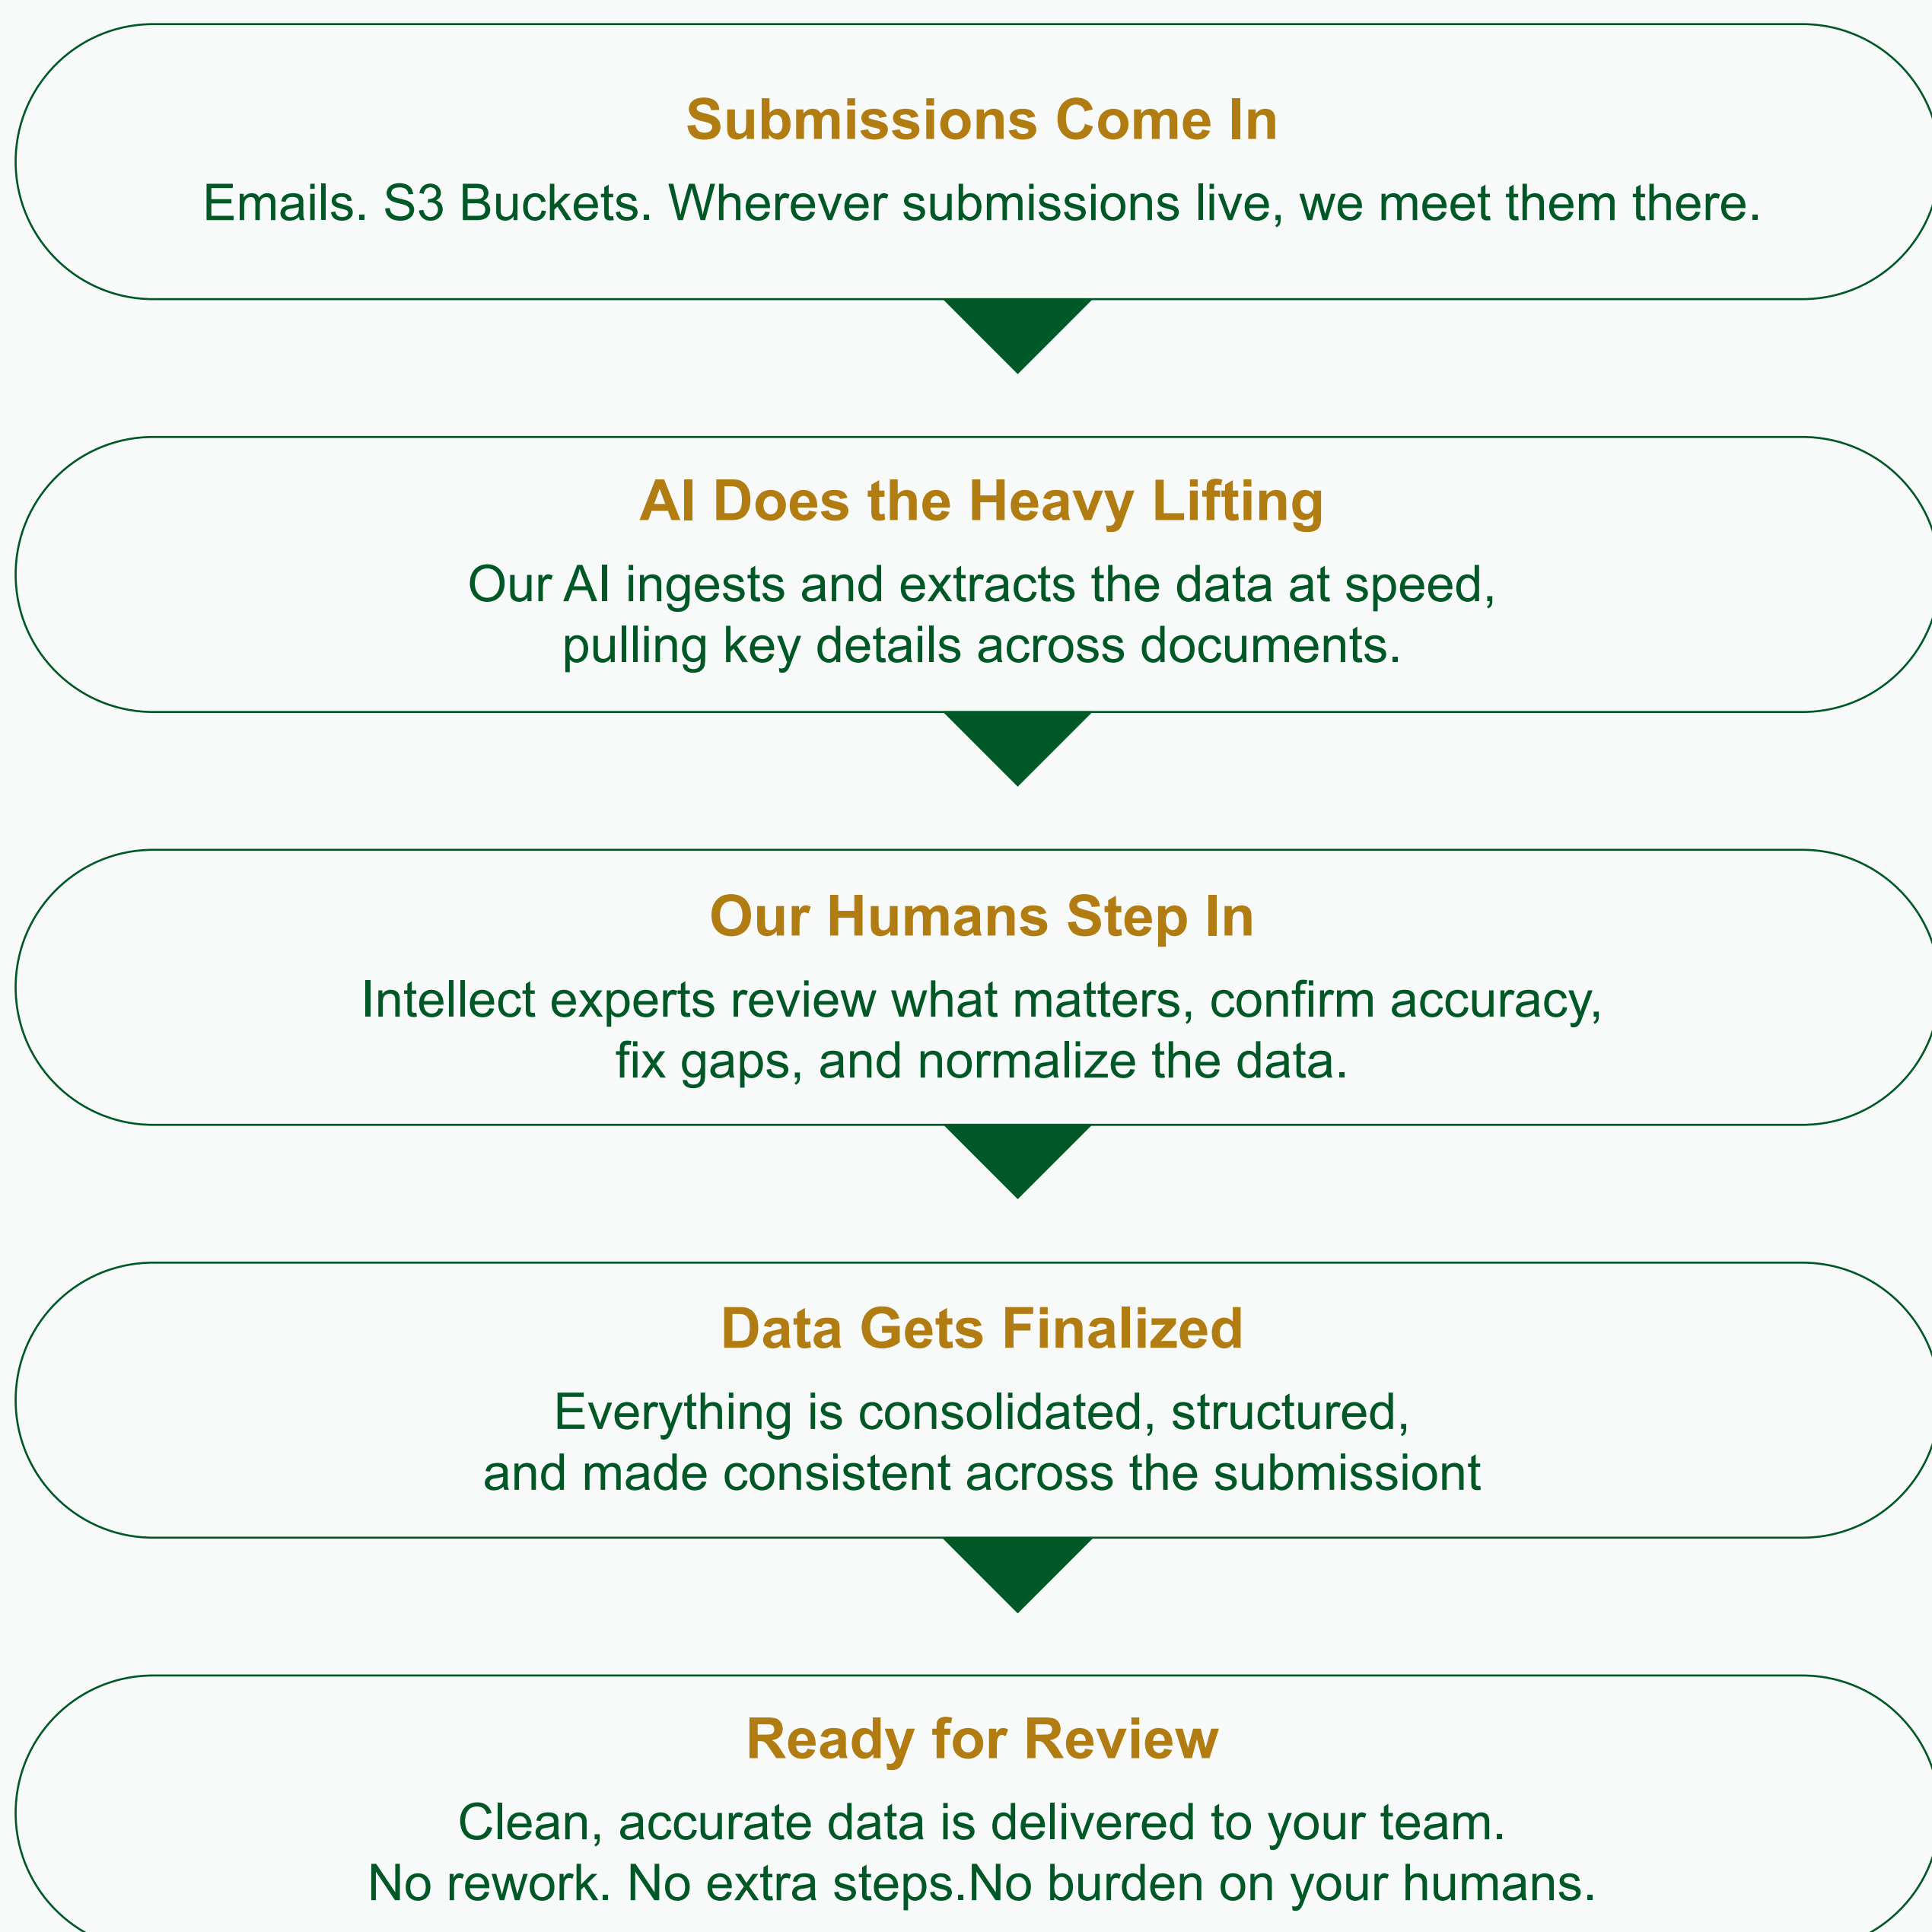 Submissions Come In
Emails. S3 Buckets. Wherever submissions live, we meet them there.
AI Does the Heavy Lifting
Our AI ingests and extracts the data at speed,
pulling key details across documents.
Our Humans Step In
Intellect experts review what matters, confirm accuracy,
fix gaps, and normalize the data.
Data Gets Finalized
Everything is consolidated, structured,
and made consistent across the submissiont
Ready for Review
Clean, accurate data is delivered to your team.
No rework. No extra steps.No burden on your humans.